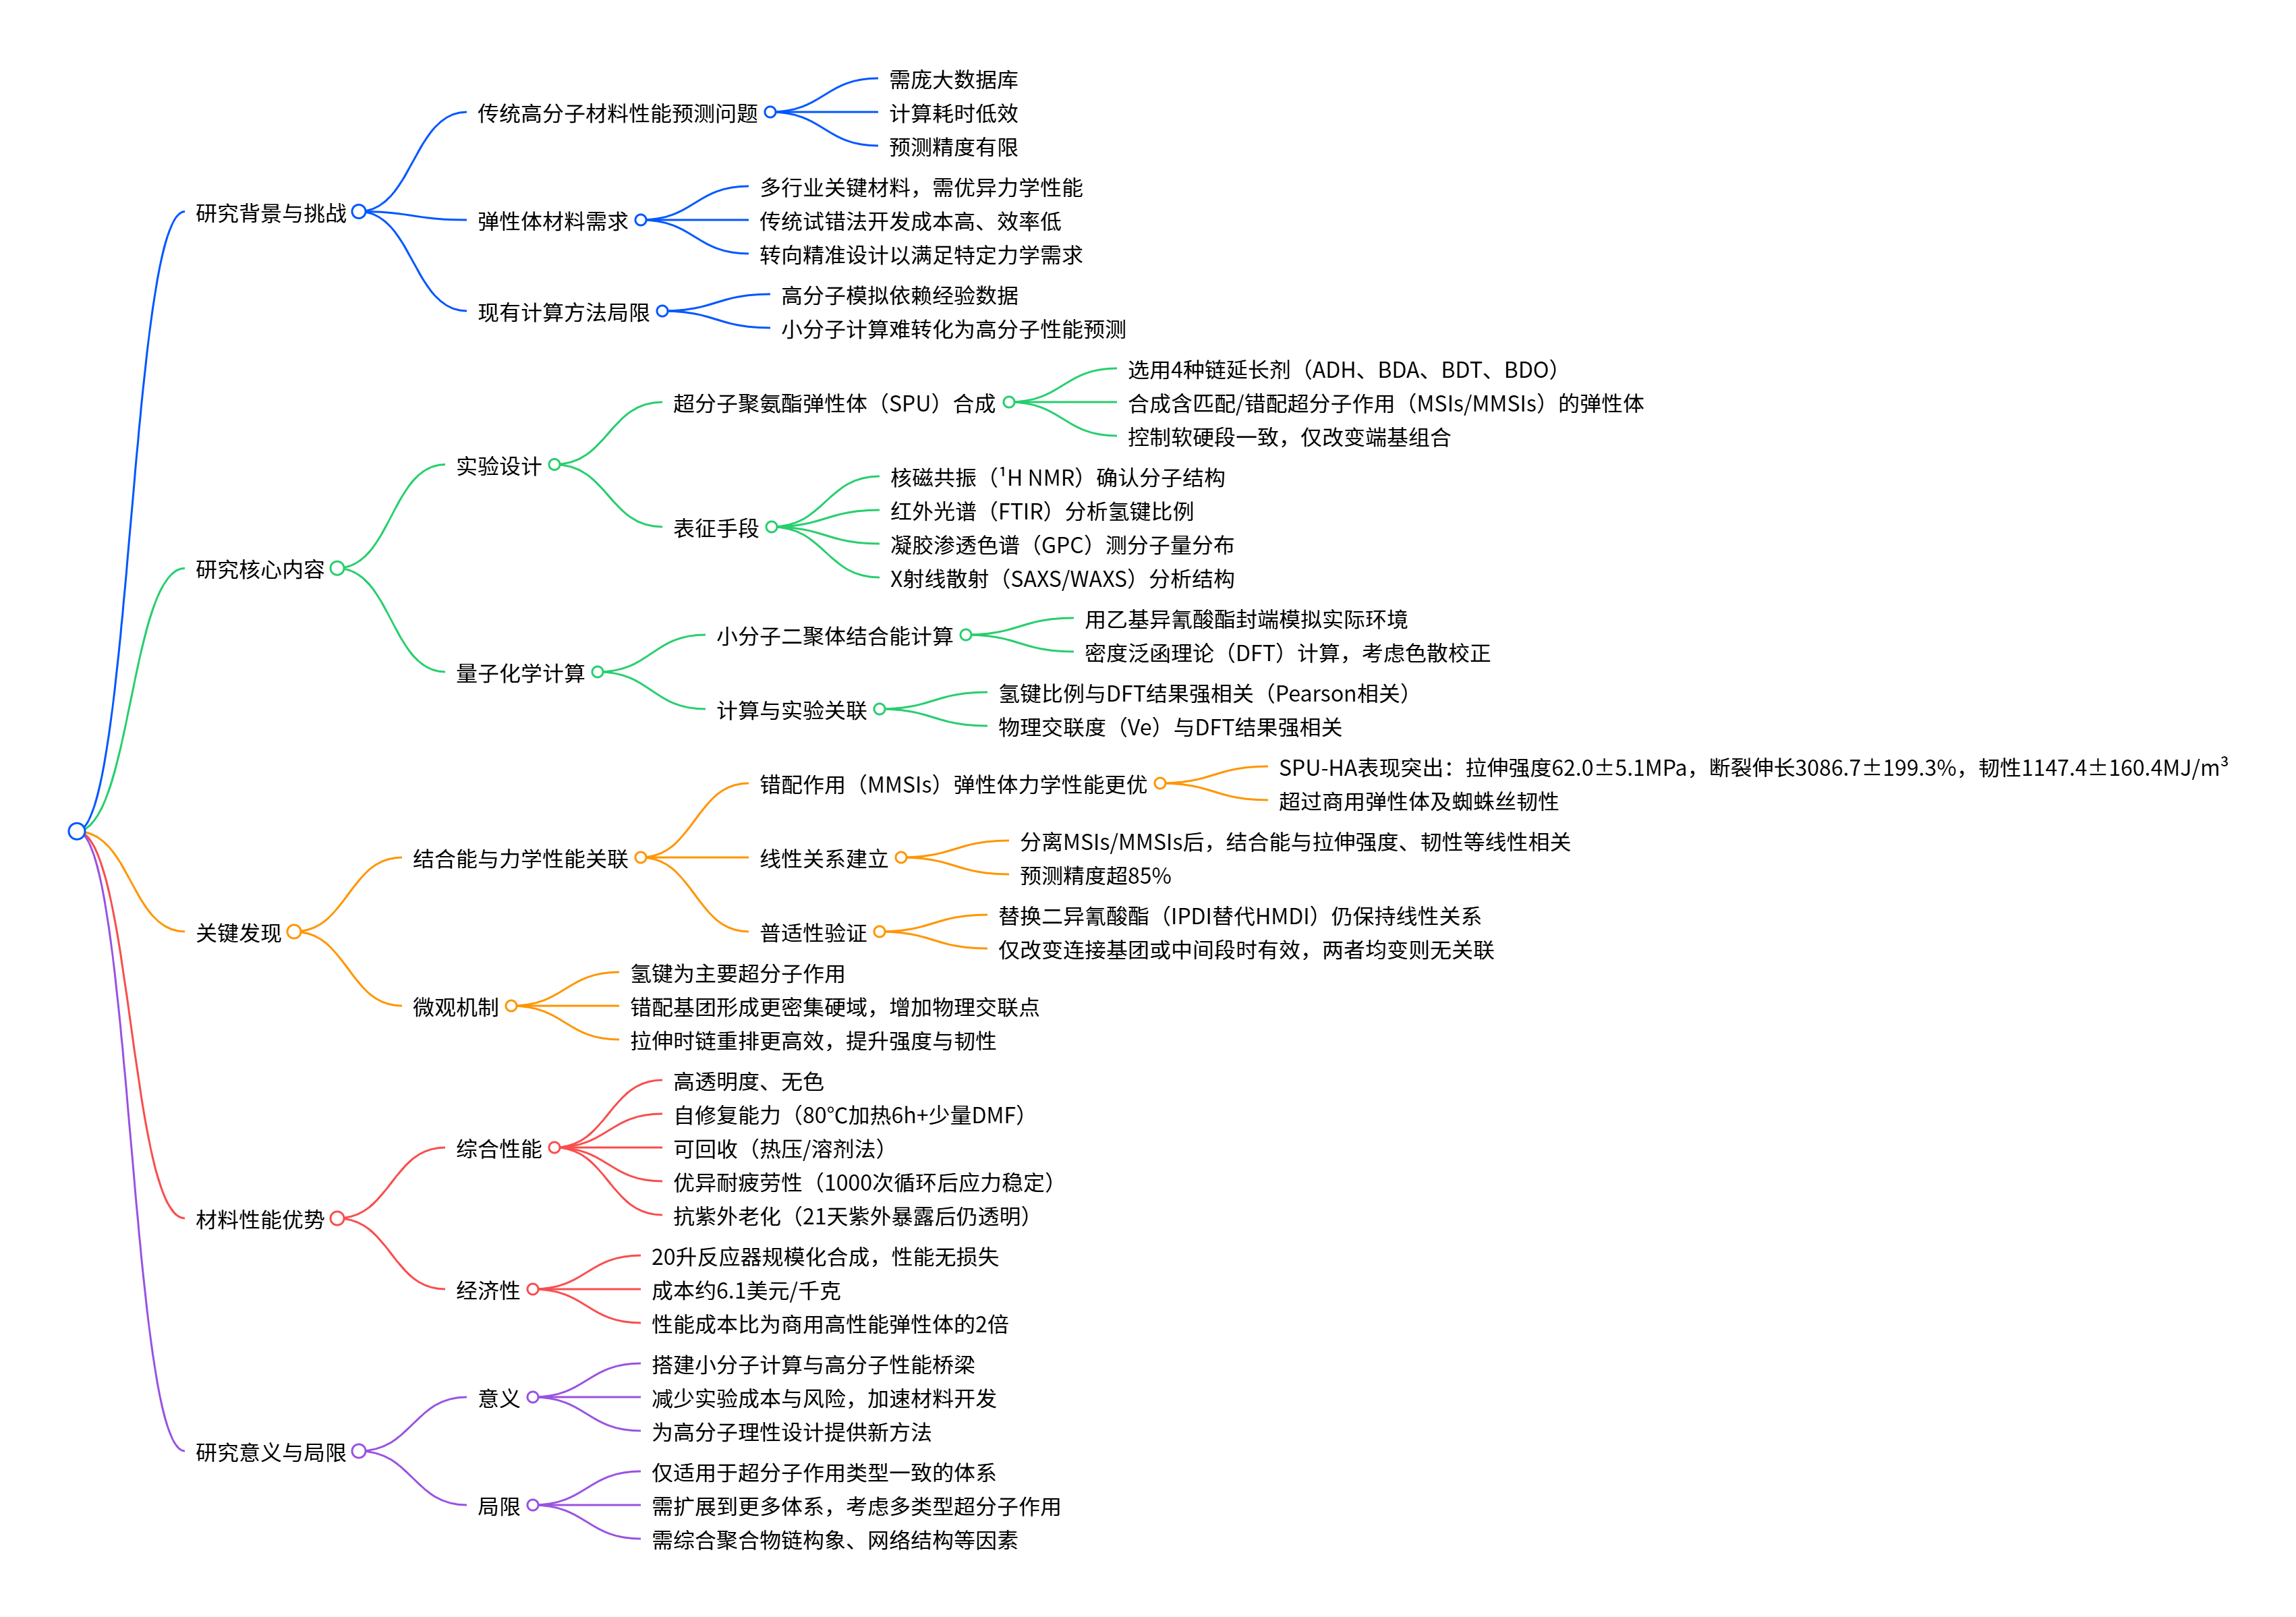 研究背景与挑战
传统高分子材料性能预测问题
需庞大数据库
计算耗时低效
预测精度有限
弹性体材料需求
多行业关键材料，需优异力学性能
传统试错法开发成本高、效率低
转向精准设计以满足特定力学需求
现有计算方法局限
高分子模拟依赖经验数据
小分子计算难转化为高分子性能预测
研究核心内容
实验设计
超分子聚氨酯弹性体（SPU）合成
选用4种链延长剂（ADH、BDA、BDT、BDO）
合成含匹配/错配超分子作用（MSIs/MMSIs）的弹性体
控制软硬段一致，仅改变端基组合
表征手段
核磁共振（¹H NMR）确认分子结构
红外光谱（FTIR）分析氢键比例
凝胶渗透色谱（GPC）测分子量分布
X射线散射（SAXS/WAXS）分析结构
量子化学计算
小分子二聚体结合能计算
用乙基异氰酸酯封端模拟实际环境
密度泛函理论（DFT）计算，考虑色散校正
计算与实验关联
氢键比例与DFT结果强相关（Pearson相关）
物理交联度（Ve）与DFT结果强相关
关键发现
结合能与力学性能关联
错配作用（MMSIs）弹性体力学性能更优
SPU-HA表现突出：拉伸强度62.0±5.1MPa，断裂伸长3086.7±199.3%，韧性1147.4±160.4MJ/m³
超过商用弹性体及蜘蛛丝韧性
线性关系建立
分离MSIs/MMSIs后，结合能与拉伸强度、韧性等线性相关
预测精度超85%
普适性验证
替换二异氰酸酯（IPDI替代HMDI）仍保持线性关系
仅改变连接基团或中间段时有效，两者均变则无关联
微观机制
氢键为主要超分子作用
错配基团形成更密集硬域，增加物理交联点
拉伸时链重排更高效，提升强度与韧性
材料性能优势
综合性能
高透明度、无色
自修复能力（80℃加热6h+少量DMF）
可回收（热压/溶剂法）
优异耐疲劳性（1000次循环后应力稳定）
抗紫外老化（21天紫外暴露后仍透明）
经济性
20升反应器规模化合成，性能无损失
成本约6.1美元/千克
性能成本比为商用高性能弹性体的2倍
研究意义与局限
意义
搭建小分子计算与高分子性能桥梁
减少实验成本与风险，加速材料开发
为高分子理性设计提供新方法
局限
仅适用于超分子作用类型一致的体系
需扩展到更多体系，考虑多类型超分子作用
需综合聚合物链构象、网络结构等因素